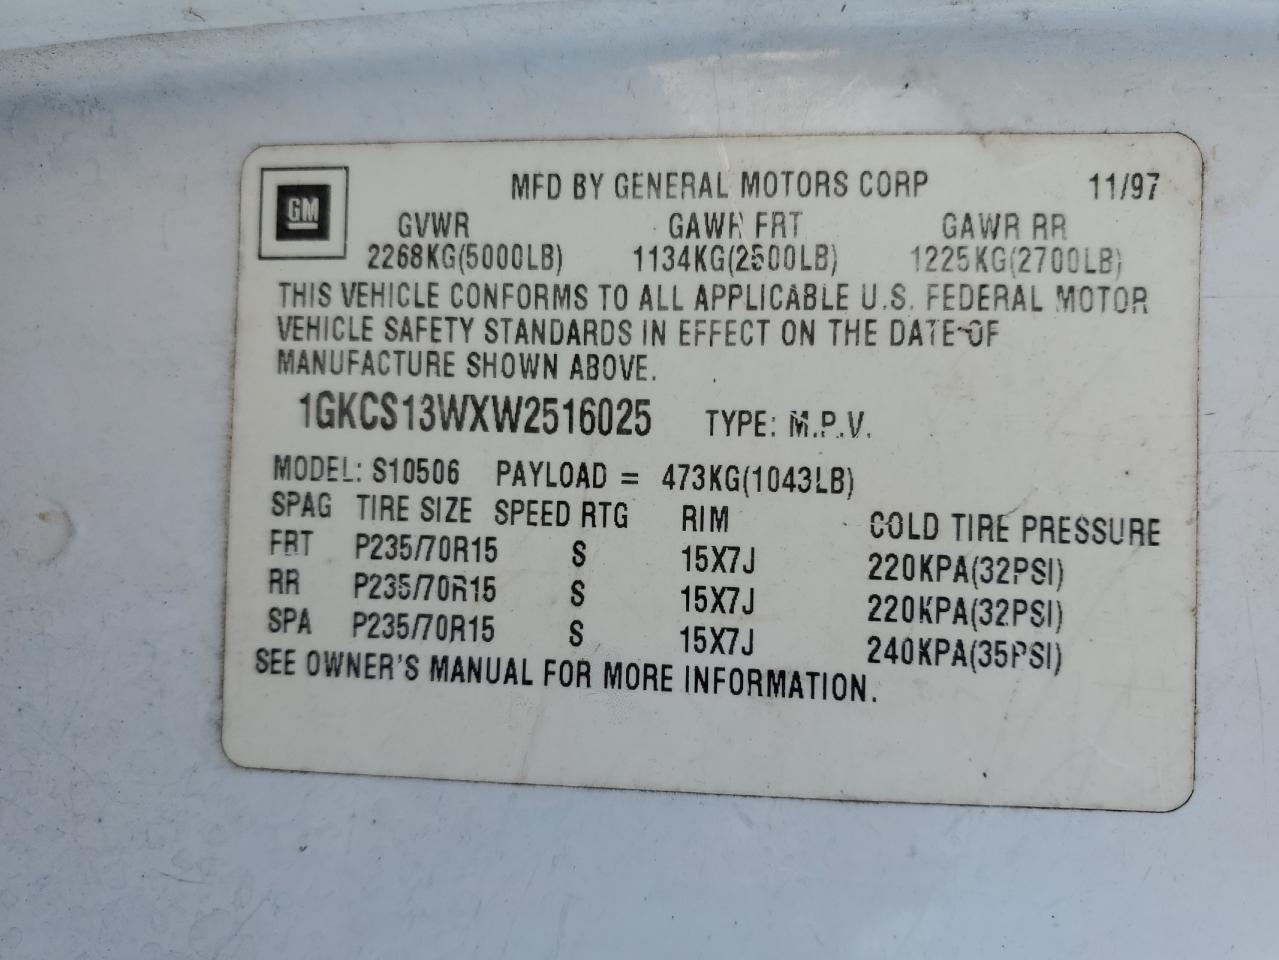 GM
MFD BY GENERAL MOTORS CORP 11/97
GVWR GAWR FRT GAWR RR
2268KG(5000LB) 1134KG(2500LB) 1225KG(2700LB)
THIS VEHICLE CONFORMS TO ALL APPLICABLE U.S. FEDERAL MOTOR
VEHICLE SAFETY STANDARDS IN EFFECT ON THE DATE OF
MANUFACTURE SHOWN ABOVE.
1GKCS13WXW2516025 TYPE: M.P.V.
MODEL: S10506 PAYLOAD = 473KG(1043LB)
SPAG TIRE SIZE SPEED RTG RIM COLD TIRE PRESSURE
FRT P235/70R15 S 15X7J 220KPA(32PSI)
RR P235/70R15 S 15X7J 220KPA(32PSI)
SPA P235/70R15 S 15X7J 240KPA(35PSI)
SEE OWNER'S MANUAL FOR MORE INFORMATION.